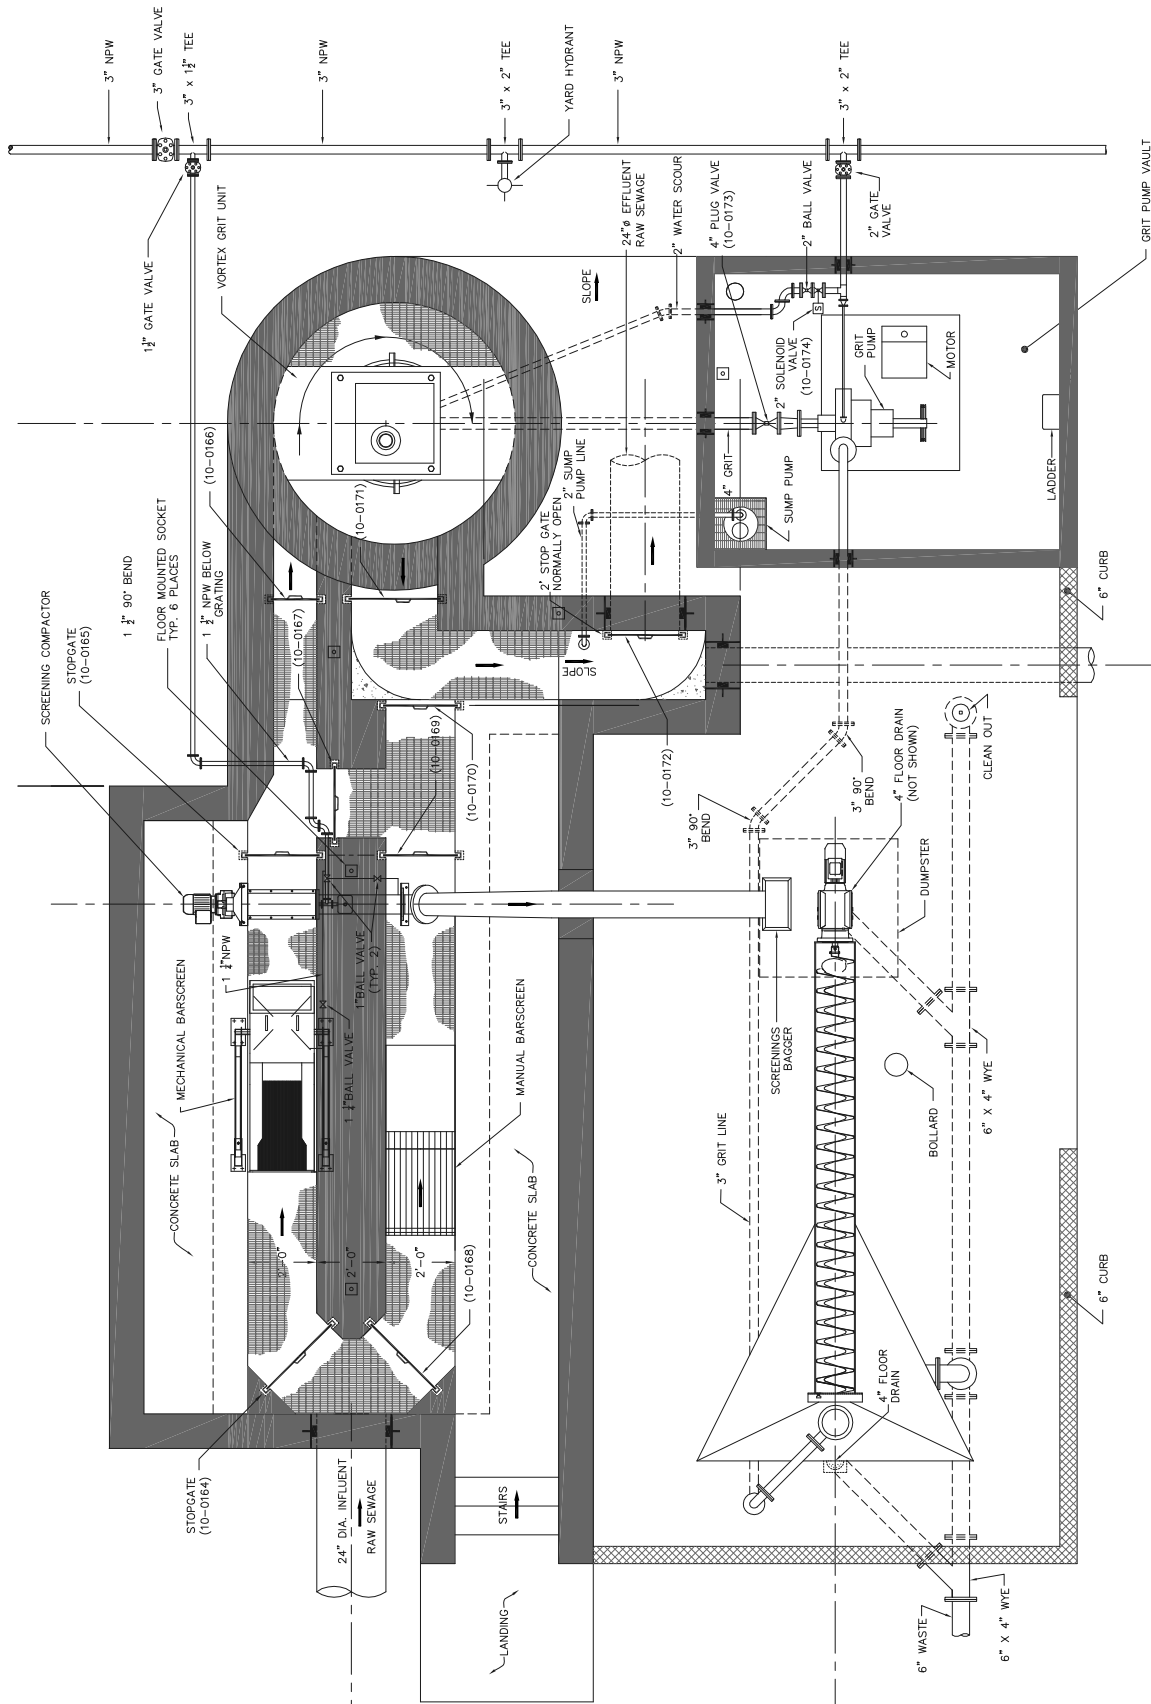 3" NPW
3" GATE VALVE
3" x 1½" TEE
3" NPW
3" x 2" TEE
YARD HYDRANT
3" NPW
3" x 2" TEE
1½" GATE VALVE
VORTEX GRIT UNIT
24"ø EFFLUENT
RAW SEWAGE
2" WATER SCOUR
4" PLUG VALVE
(10-0173)
2" BALL VALVE
2" GATE
VALVE
GRIT PUMP VAULT
SLOPE
2" SOLENOID
VALVE
(10-0174)
S
GRIT
PUMP
MOTOR
LADDER
4" GRIT
SUMP PUMP
2" SUMP
PUMP LINE
2' STOP GATE
NORMALLY OPEN
(10-0166)
(10-0171)
1 ½" 90° BEND
FLOOR MOUNTED SOCKET
TYP. 6 PLACES
1 ½" NPW BELOW
GRATING
(10-0167)
SCREENING COMPACTOR
STOPGATE
(10-0165)
SLOPE
6" CURB
(10-0169)
(10-0170)
(10-0172)
3" 90°
BEND
3" 90°
BEND
4" FLOOR DRAIN
(NOT SHOWN)
CLEAN OUT
DUMPSTER
MECHANICAL BARSCREEN
1 ½"NPW
1"BALL VALVE
(TYP. 2)
1 ½"BALL VALVE
MANUAL BARSCREEN
SCREENINGS
BAGGER
3" GRIT LINE
BOLLARD
6" X 4" WYE
CONCRETE SLAB
2'-0"
2'-0"
2'-0"
(10-0168)
CONCRETE SLAB
6" CURB
STOPGATE
(10-0164)
24" DIA. INFLUENT
RAW SEWAGE
STAIRS
LANDING
4" FLOOR
DRAIN
6" WASTE
6" X 4" WYE